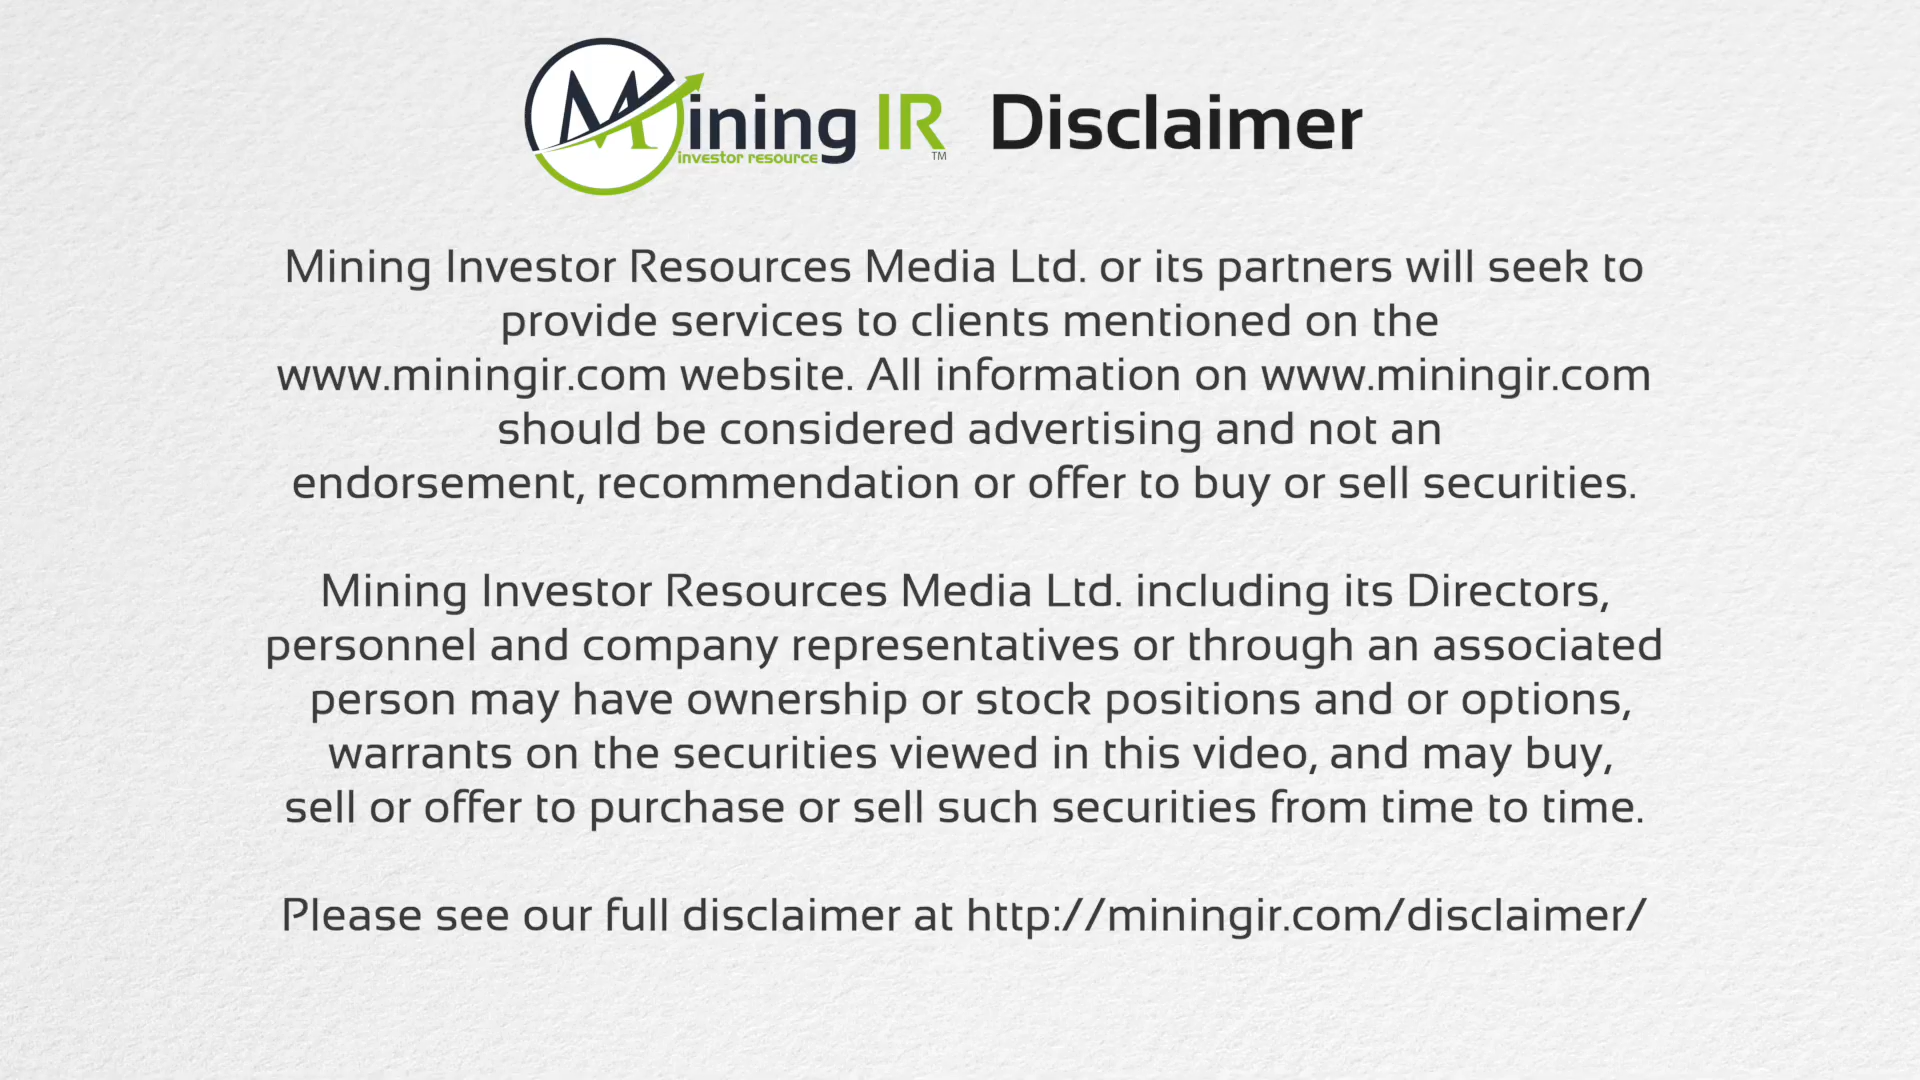 Mining IR Disclaimer
investor resource TM
Mining Investor Resources Media Ltd. or its partners will seek to
provide services to clients mentioned on the
www.miningir.com website. All information on www.miningir.com
should be considered advertising and not an
endorsement, recommendation or offer to buy or sell securities.
Mining Investor Resources Media Ltd. including its Directors,
personnel and company representatives or through an associated
person may have ownership or stock positions and or options,
warrants on the securities viewed in this video, and may buy,
sell or offer to purchase or sell such securities from time to time.
Please see our full disclaimer at http://miningir.com/disclaimer/